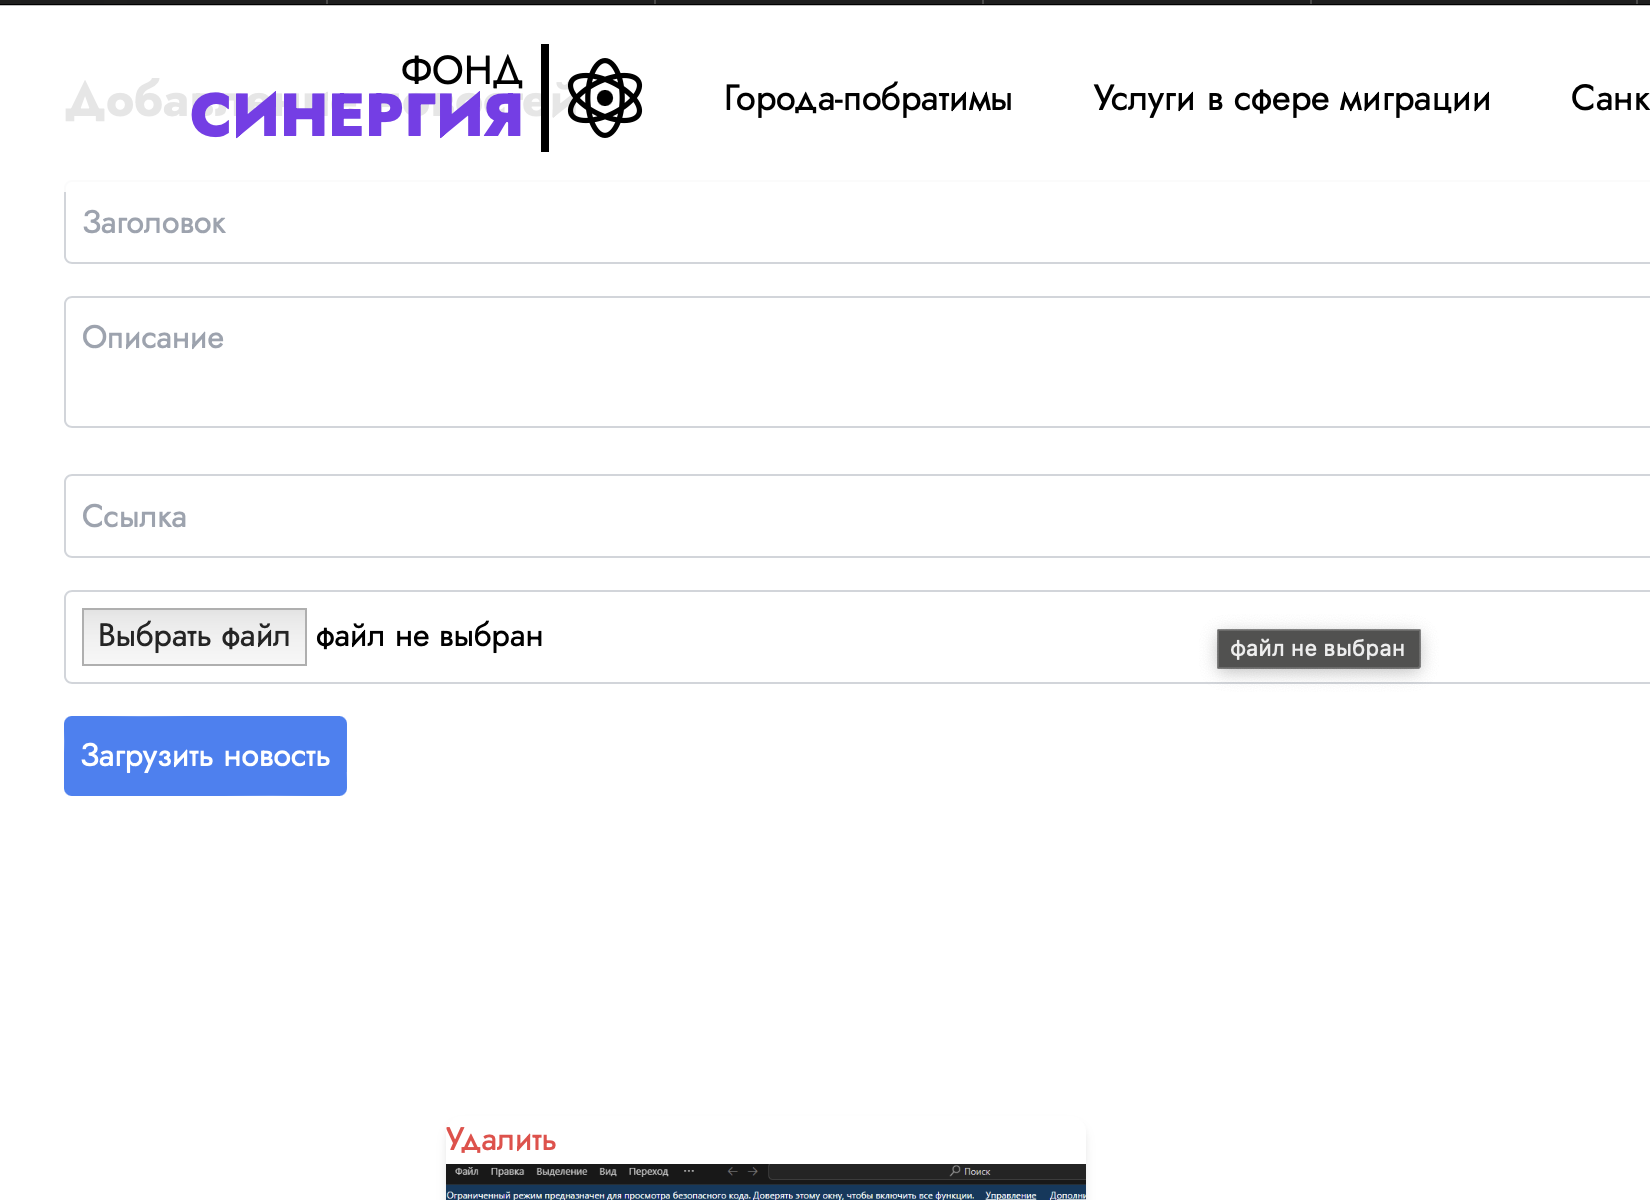 ФОНД
СИНЕРГИЯ
Города-побратимы
Услуги в сфере миграции
Санк
Заголовок
Описание
Ссылка
Выбрать файл файл не выбран
файл не выбран
Загрузить новость
Удалить
Файл Правка Выделение Вид Переход ··· ← → Поиск
Ограниченный режим предназначен для просмотра безопасного кода. Доверять этому окну, чтобы включить все функции. Управление Дополни